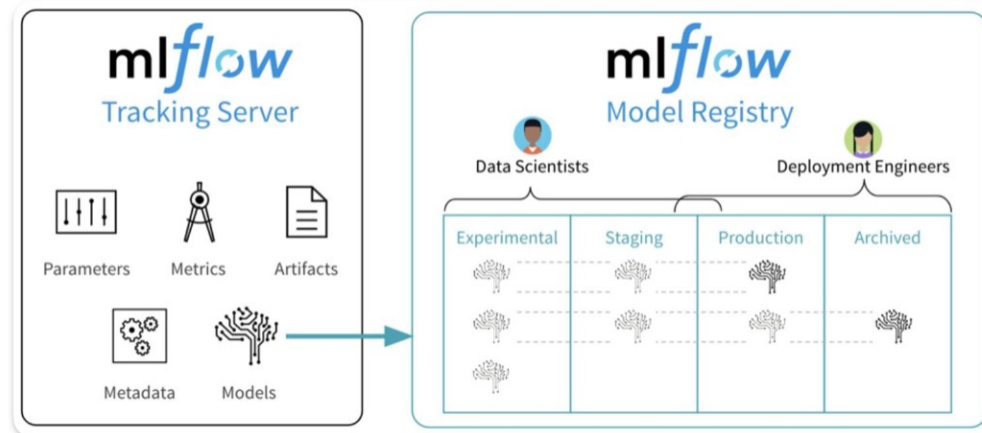 mlflow
Tracking Server
Parameters
Metrics
Artifacts
Metadata
Models
mlflow
Model Registry
Data Scientists
Deployment Engineers
Experimental
Staging
Production
Archived